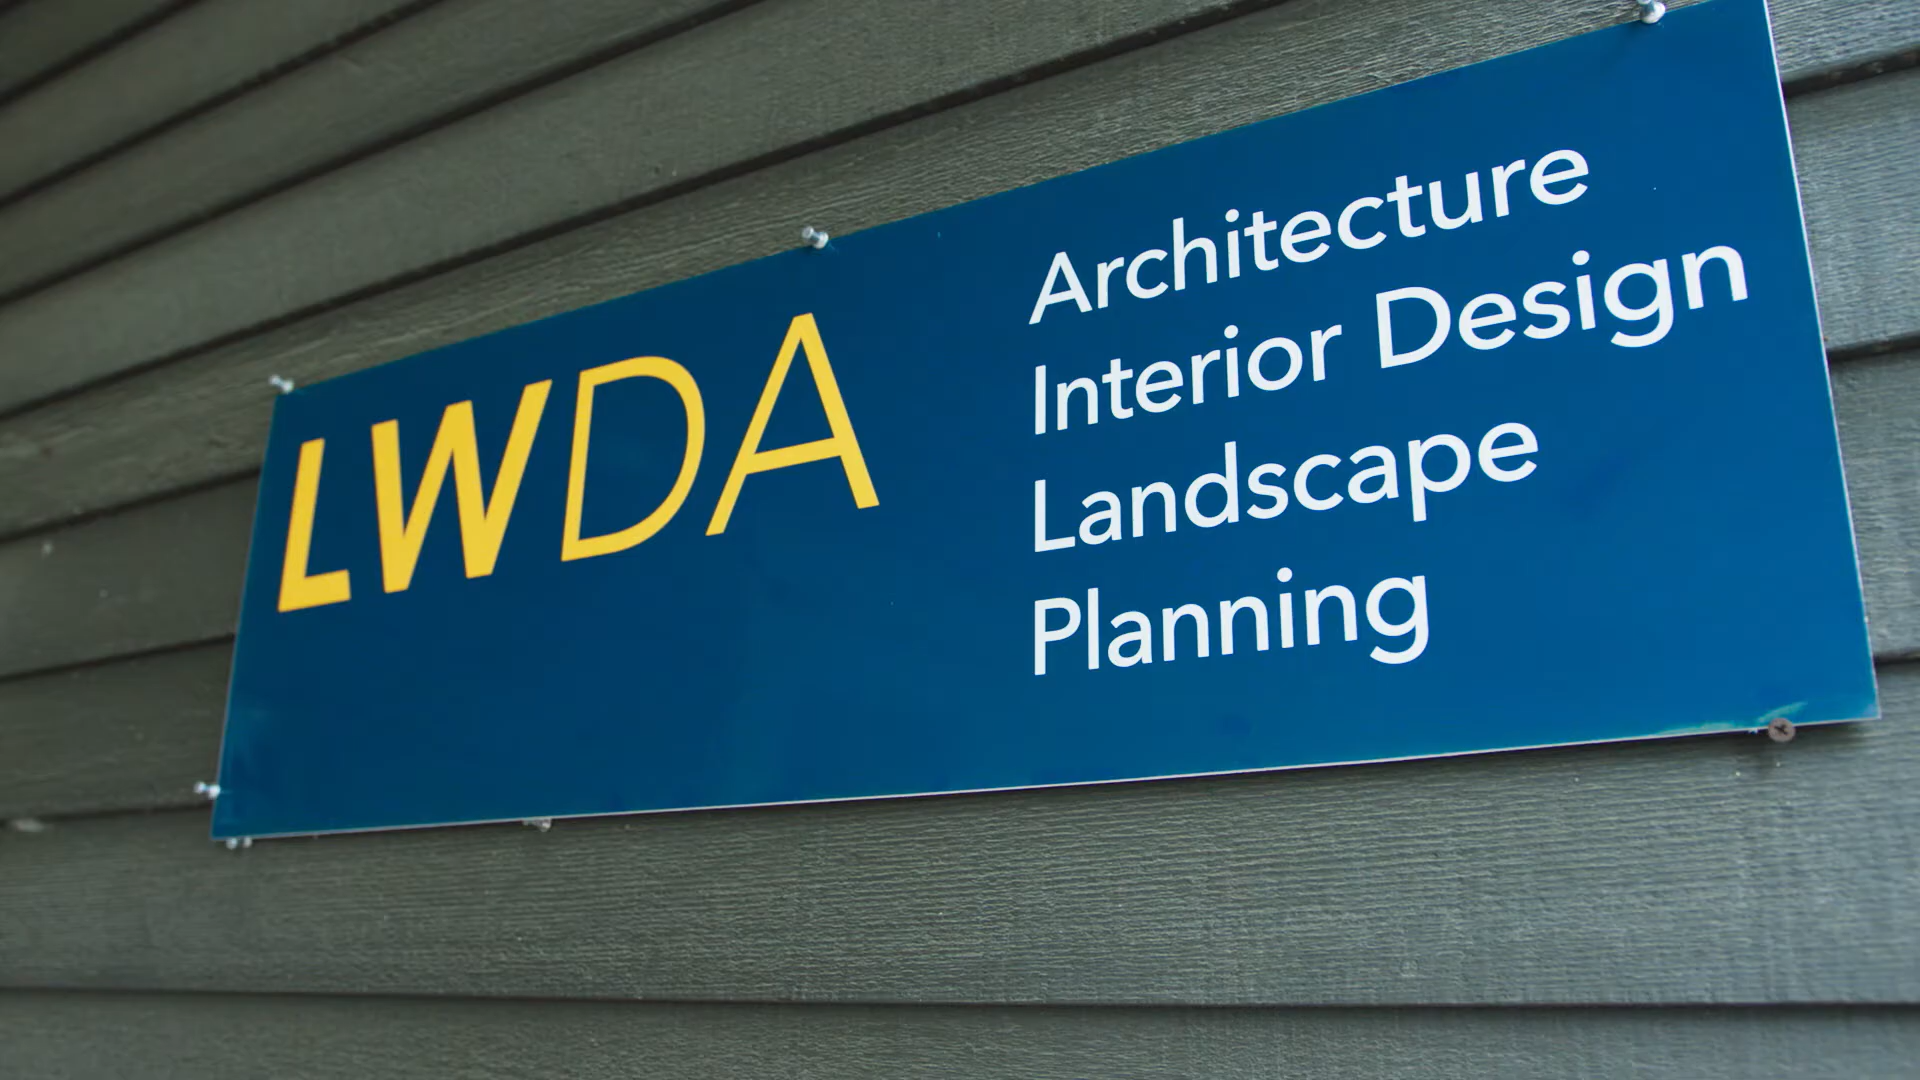 LWDA
Architecture
Interior Design
Landscape
Planning